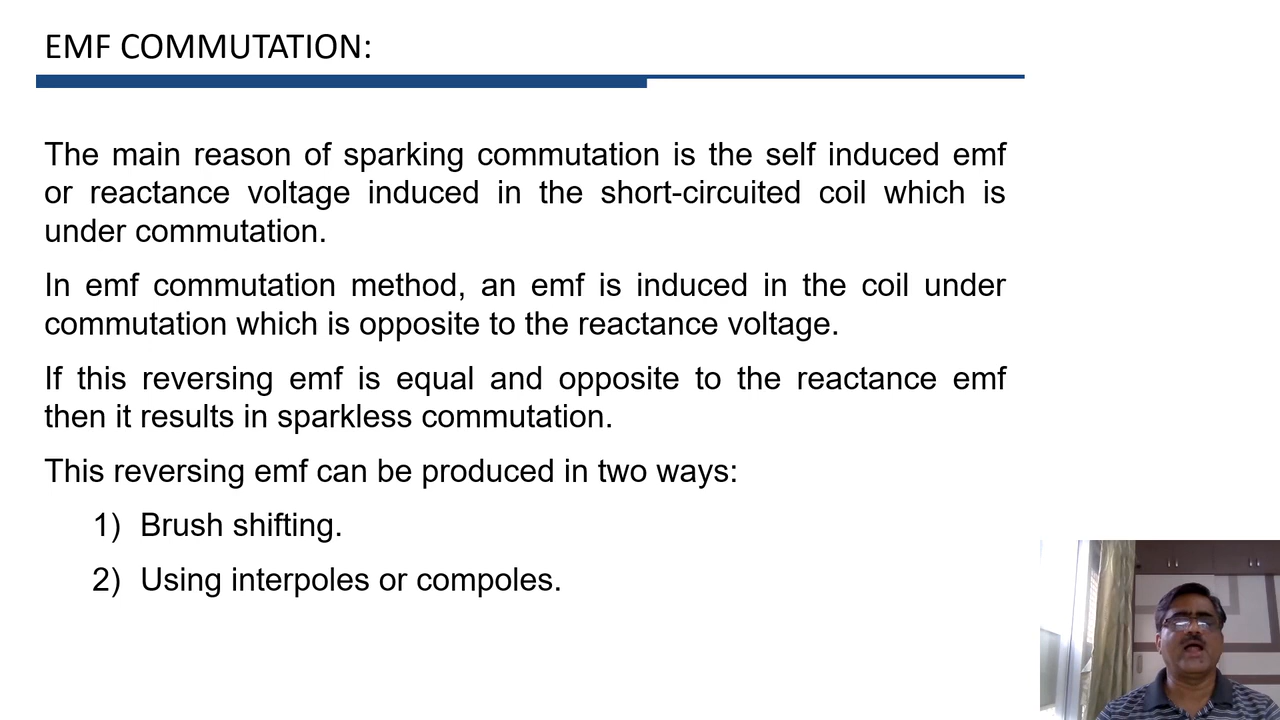 EMF COMMUTATION:
The main reason of sparking commutation is the self induced emf
or reactance voltage induced in the short-circuited coil which is
under commutation.
In emf commutation method, an emf is induced in the coil under
commutation which is opposite to the reactance voltage.
If this reversing emf is equal and opposite to the reactance emf
then it results in sparkless commutation.
This reversing emf can be produced in two ways:
1) Brush shifting.
2) Using interpoles or compoles.